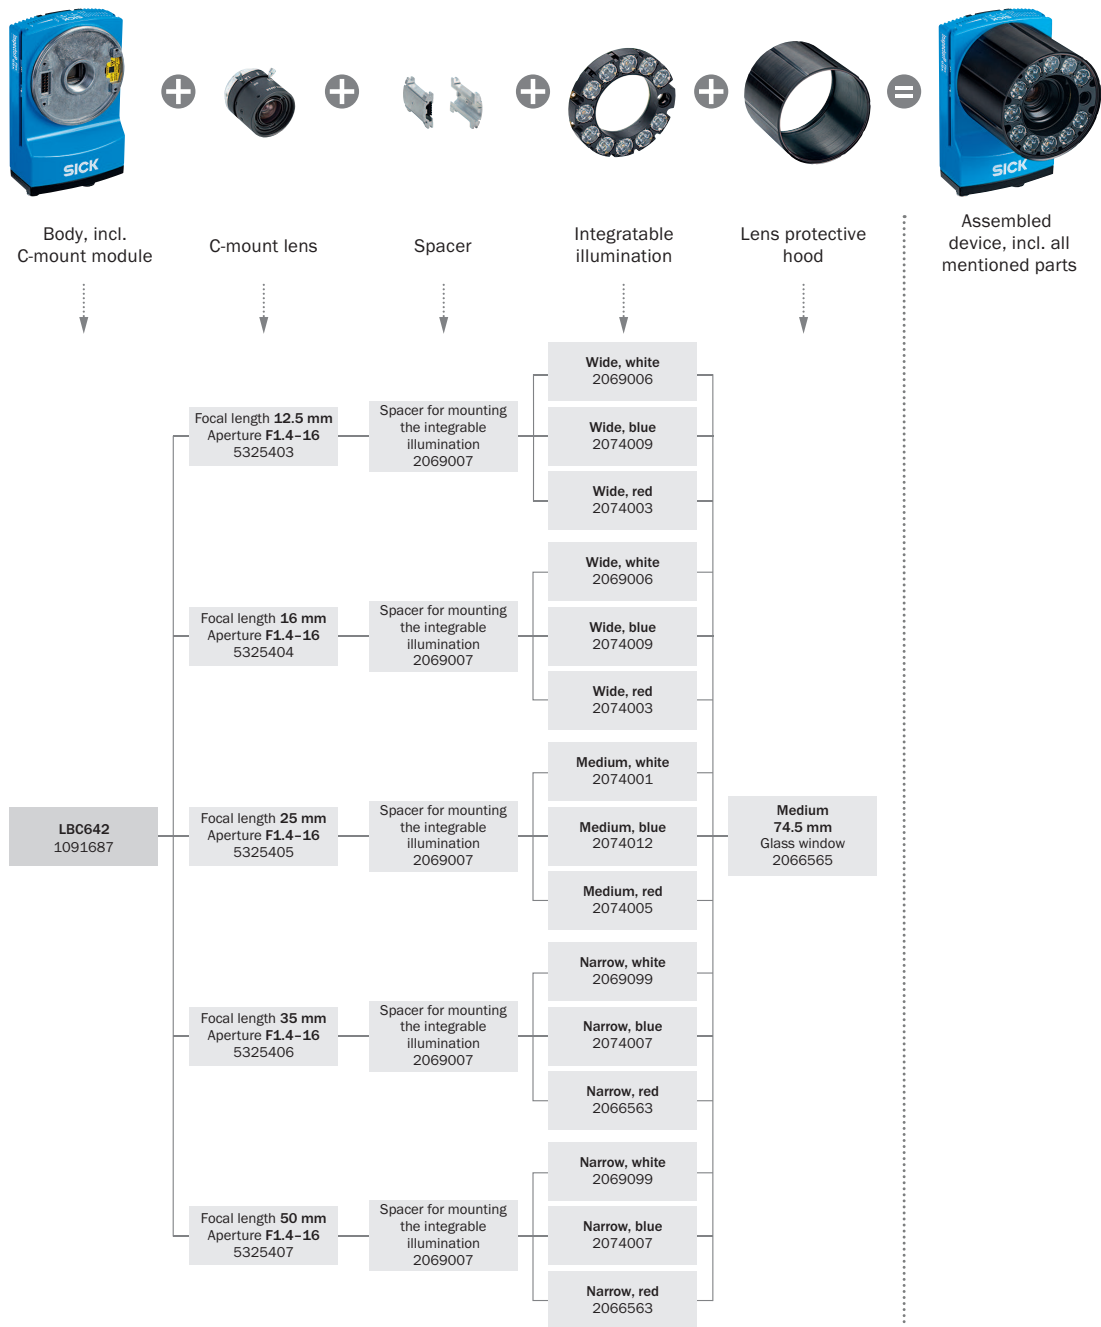 SICK
SICK
Body, incl.
C-mount module
C-mount lens
Spacer
Integratable
illumination
Lens protective
hood
Assembled
device, incl. all
mentioned parts
LBC642
1091687
Focal length 12.5 mm
Aperture F1.4–16
5325403
Spacer for mounting
the integrable
illumination
2069007
Wide, white
2069006
Wide, blue
2074009
Wide, red
2074003
Focal length 16 mm
Aperture F1.4–16
5325404
Spacer for mounting
the integrable
illumination
2069007
Wide, white
2069006
Wide, blue
2074009
Wide, red
2074003
Focal length 25 mm
Aperture F1.4–16
5325405
Spacer for mounting
the integrable
illumination
2069007
Medium, white
2074001
Medium, blue
2074012
Medium, red
2074005
Focal length 35 mm
Aperture F1.4–16
5325406
Spacer for mounting
the integrable
illumination
2069007
Narrow, white
2069099
Narrow, blue
2074007
Narrow, red
2066563
Focal length 50 mm
Aperture F1.4–16
5325407
Spacer for mounting
the integrable
illumination
2069007
Narrow, white
2069099
Narrow, blue
2074007
Narrow, red
2066563
Medium
74.5 mm
Glass window
2066565